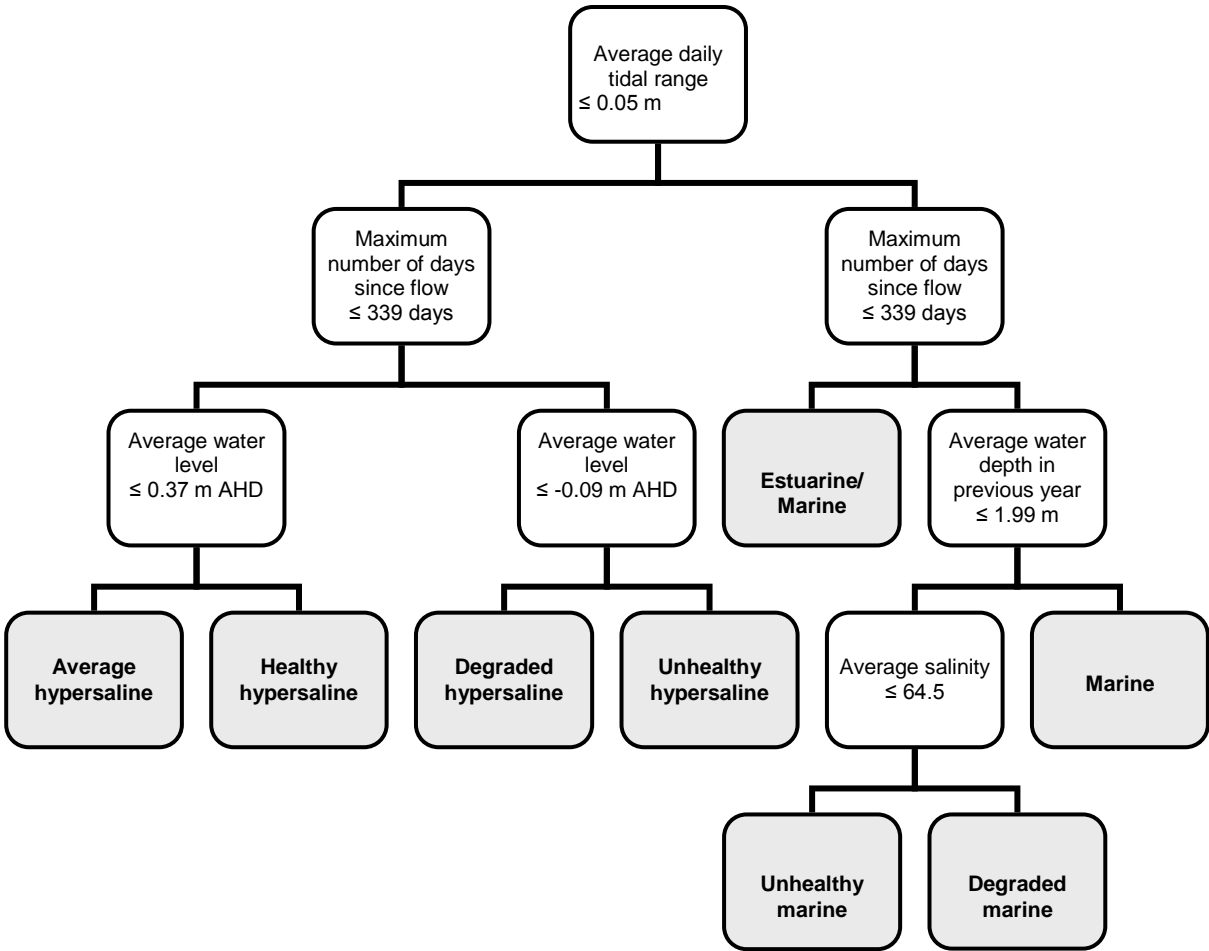 Average daily
tidal range
≤ 0.05 m
Maximum
number of days
since flow
≤ 339 days
Maximum
number of days
since flow
≤ 339 days
Average water
level
≤ 0.37 m AHD
Average water
level
≤ -0.09 m AHD
Estuarine/
Marine
Average water
depth in
previous year
≤ 1.99 m
Average
hypersaline
Healthy
hypersaline
Degraded
hypersaline
Unhealthy
hypersaline
Average salinity
≤ 64.5
Marine
Unhealthy
marine
Degraded
marine